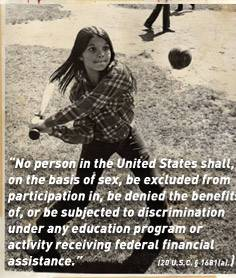 "No person in the United States shall,
on the basis of sex, be excluded from
participation in, be denied the benefits
of, or be subjected to discrimination
under any education program or
activity receiving federal financial
assistance." (20 U.S.C. § 1681(a).)